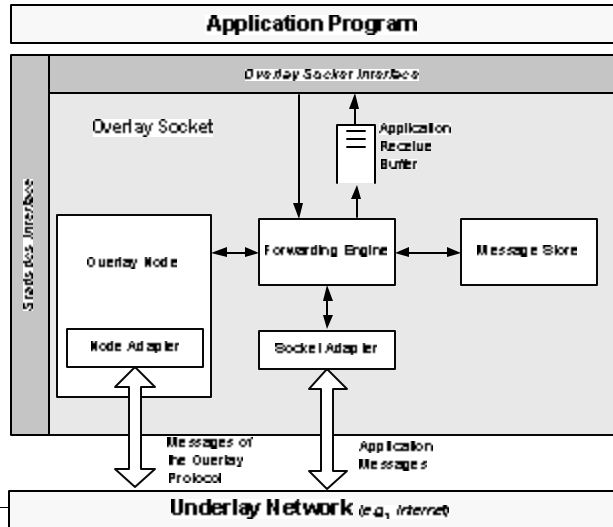 Application Program
Overlay Socket Interface
Statistics Interface
Overlay Socket
Application
Receive
Buffer
Overlay Node
Forwarding Engine
Message Store
Node Adapter
Socket Adapter
Messages of
the Overlay
Protocol
Application
Messages
Underlay Network (e.g., Internet)